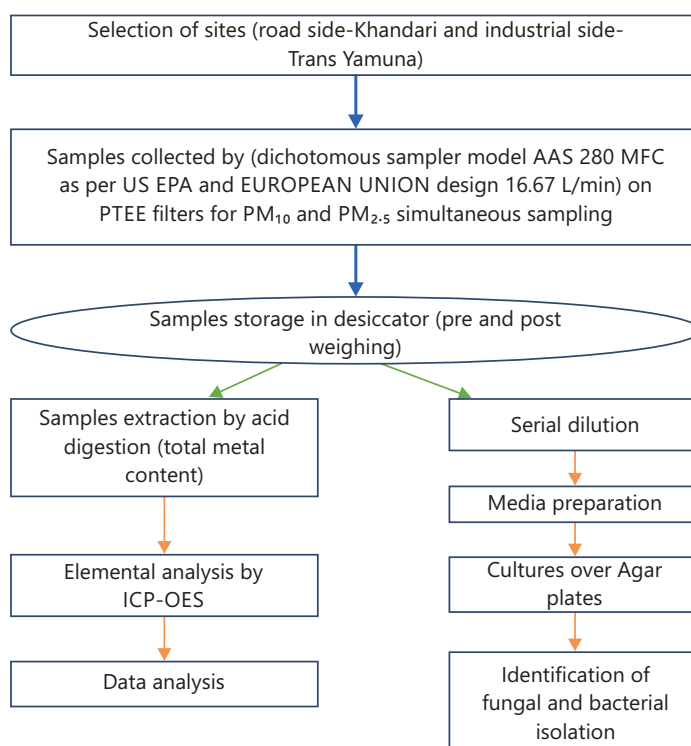 Selection of sites (road side-Khandari and industrial side-
Trans Yamuna)
Samples collected by (dichotomous sampler model AAS 280 MFC
as per US EPA and EUROPEAN UNION design 16.67 L/min) on
PTEE filters for PM₁₀ and PM₂.₅ simultaneous sampling
Samples storage in desiccator (pre and post
weighing)
Samples extraction by acid
digestion (total metal
content)
Elemental analysis by
ICP-OES
Data analysis
Serial dilution
Media preparation
Cultures over Agar
plates
Identification of
fungal and bacterial
isolation